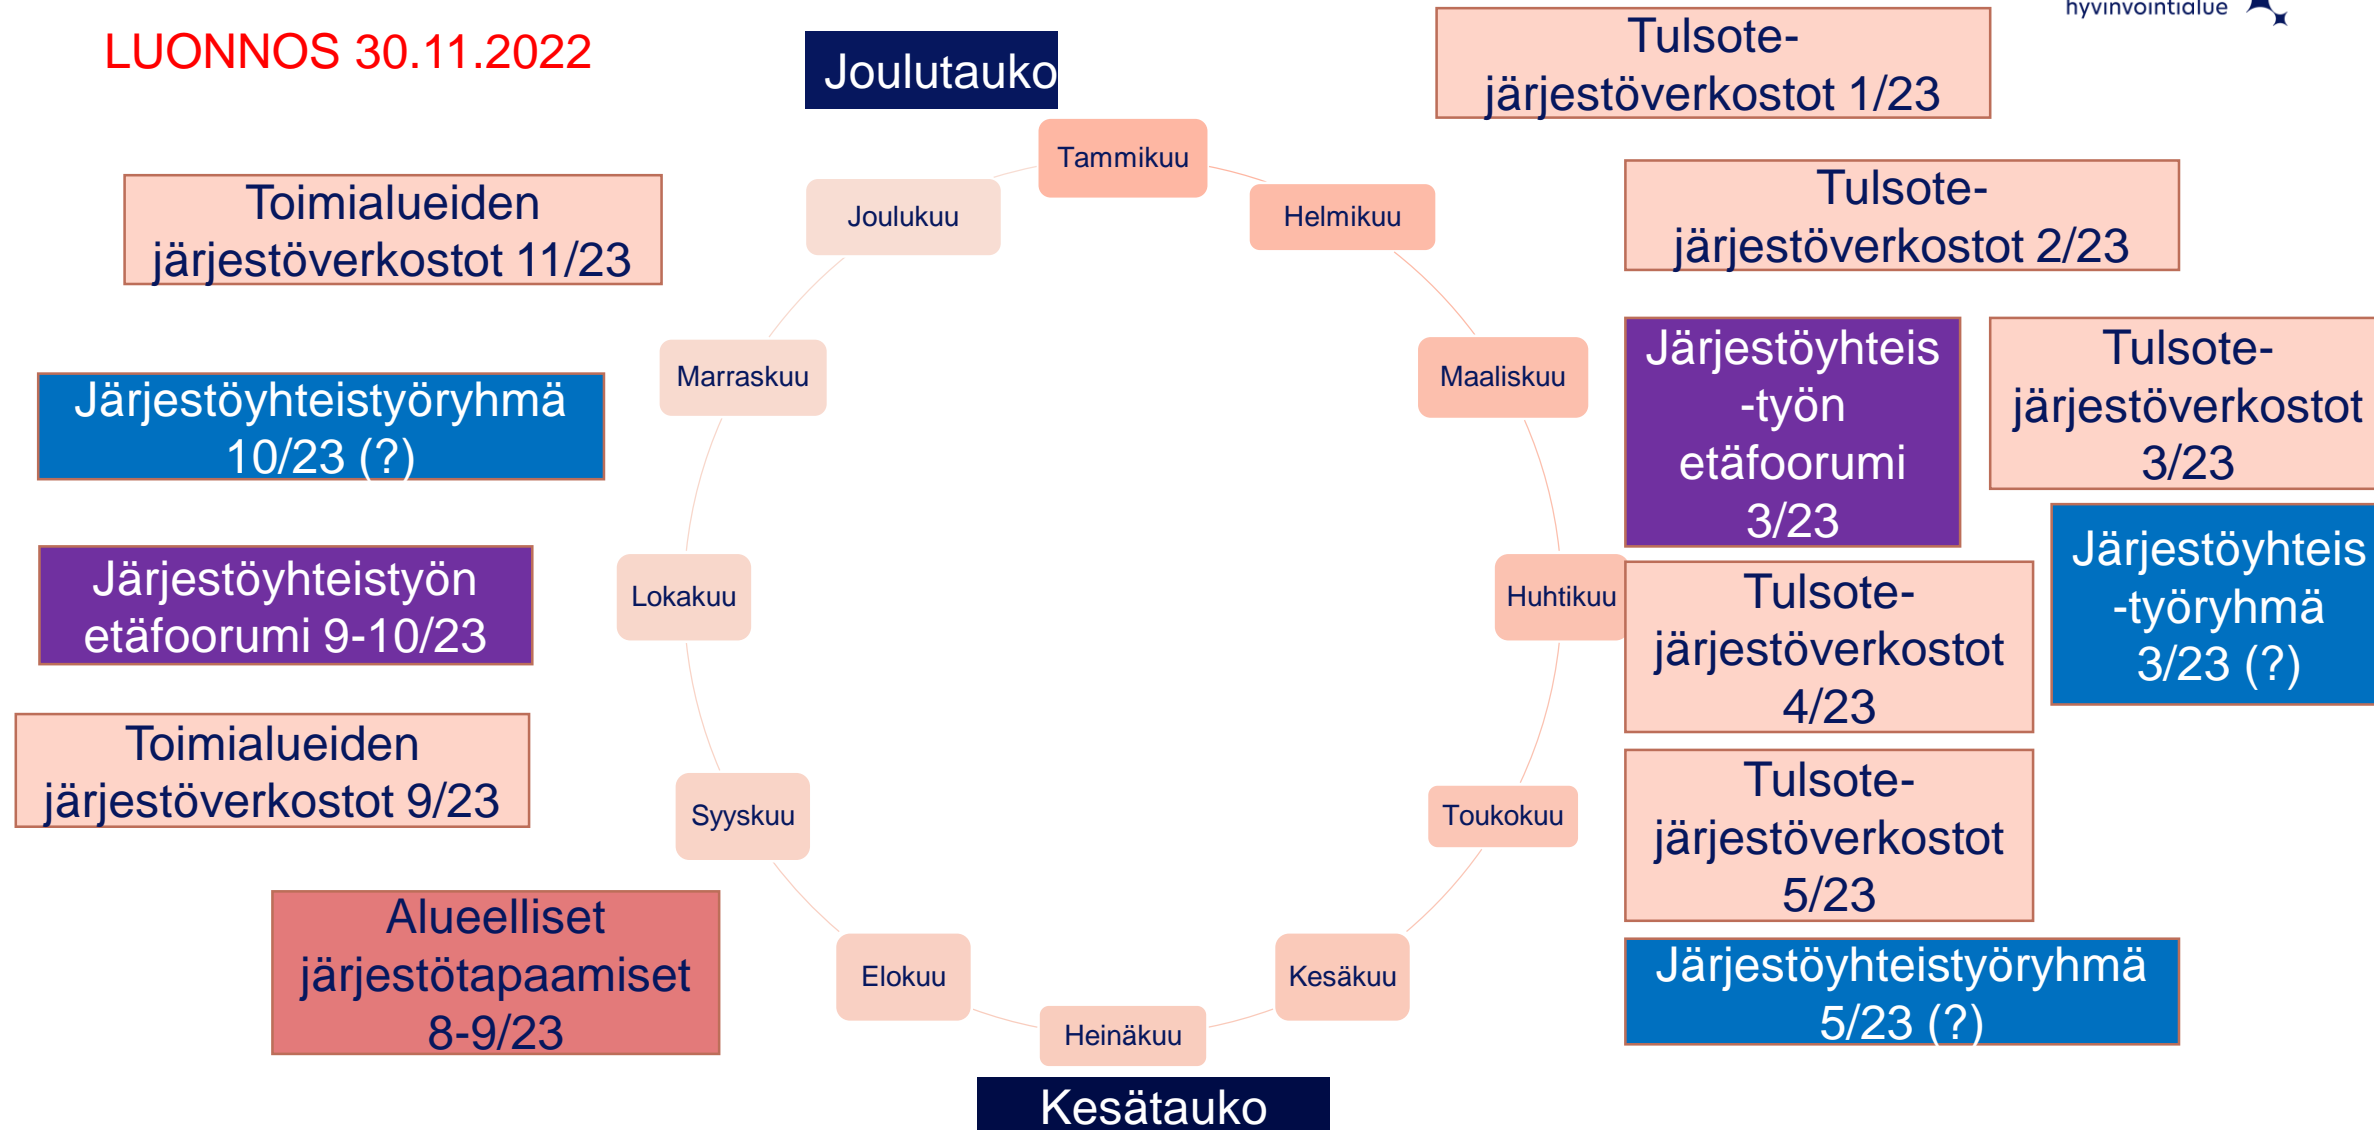 hyvinvointialue
LUONNOS 30.11.2022
Joulutauko
Tulsote-
järjestöverkostot 1/23
Tammikuu
Helmikuu
Joulukuu
Toimialueiden
järjestöverkostot 11/23
Tulsote-
järjestöverkostot 2/23
Marraskuu
Maaliskuu
Järjestöyhteis
-työn
etäfoorumi
3/23
Tulsote-
järjestöverkostot
3/23
Järjestöyhteistyöryhmä
10/23 (?)
Järjestöyhteis
-työryhmä
3/23 (?)
Järjestöyhteistyön
etäfoorumi 9-10/23
Lokakuu
Huhtikuu
Tulsote-
järjestöverkostot
4/23
Toimialueiden
järjestöverkostot 9/23
Syyskuu
Toukokuu
Tulsote-
järjestöverkostot
5/23
Alueelliset
järjestötapaamiset
8-9/23
Elokuu
Kesäkuu
Heinäkuu
Järjestöyhteistyöryhmä
5/23 (?)
Kesätauko